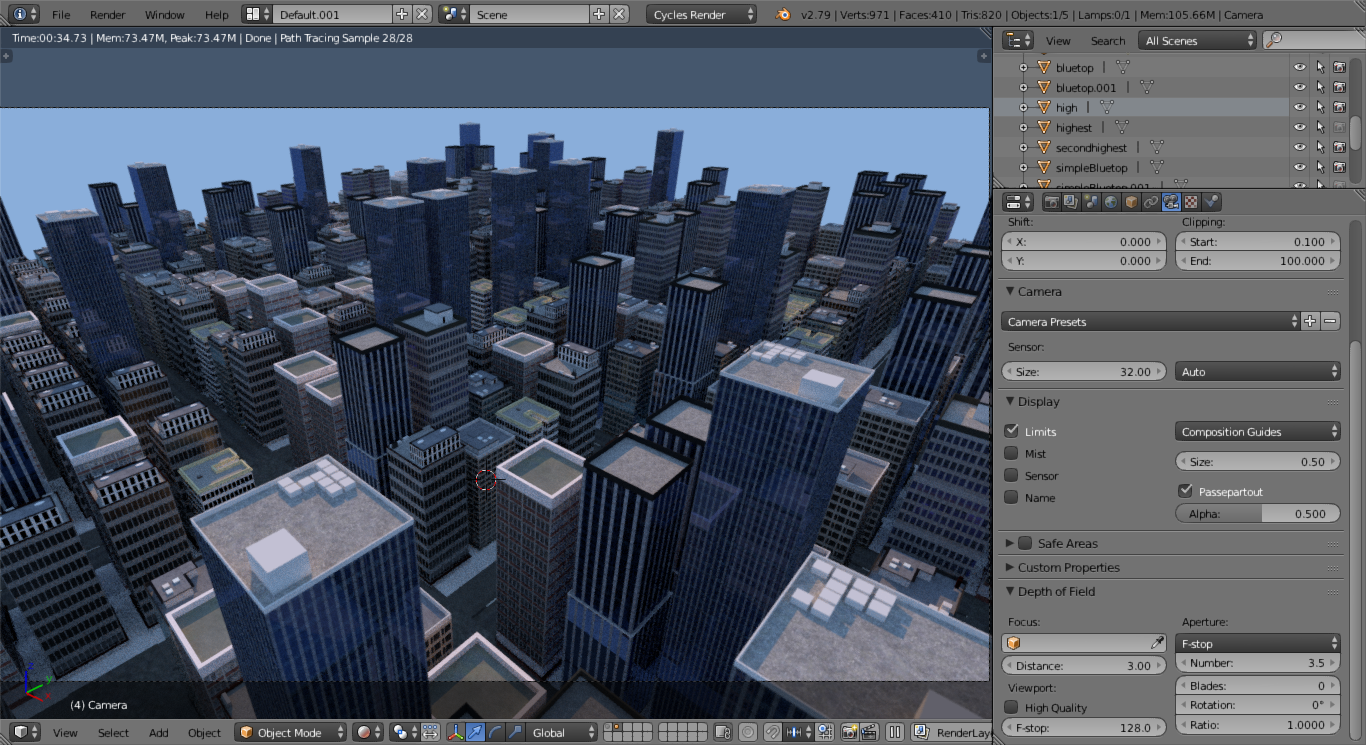 File Render Window Help Default.001 Scene Cycles Render v2.79 | Verts:971 | Faces:410 | Tris:820 | Objects:1/5 | Lamps:0/1 | Mem:105.66M | Camera
Time:00:34.73 | Mem:73.47M, Peak:73.47M | Done | Path Tracing Sample 28/28
View Search All Scenes
bluetop
bluetop.001
high
highest
secondhighest
simpleBluetop
simpleBluetop.001
Shift: Clipping:
X: 0.000 Start: 0.100
Y: 0.000 End: 100.000
Camera
Camera Presets
Sensor:
Size: 32.00 Auto
Display
Limits Composition Guides
Mist Size: 0.50
Sensor Passepartout
Name Alpha: 0.500
Safe Areas
Custom Properties
Depth of Field
Focus: Aperture:
F-stop
Distance: 3.00 Number: 3.5
Viewport: Blades: 0
High Quality Rotation: 0°
F-stop: 128.0 Ratio: 1.0000
(4) Camera
View Select Add Object Object Mode Global RenderLaye